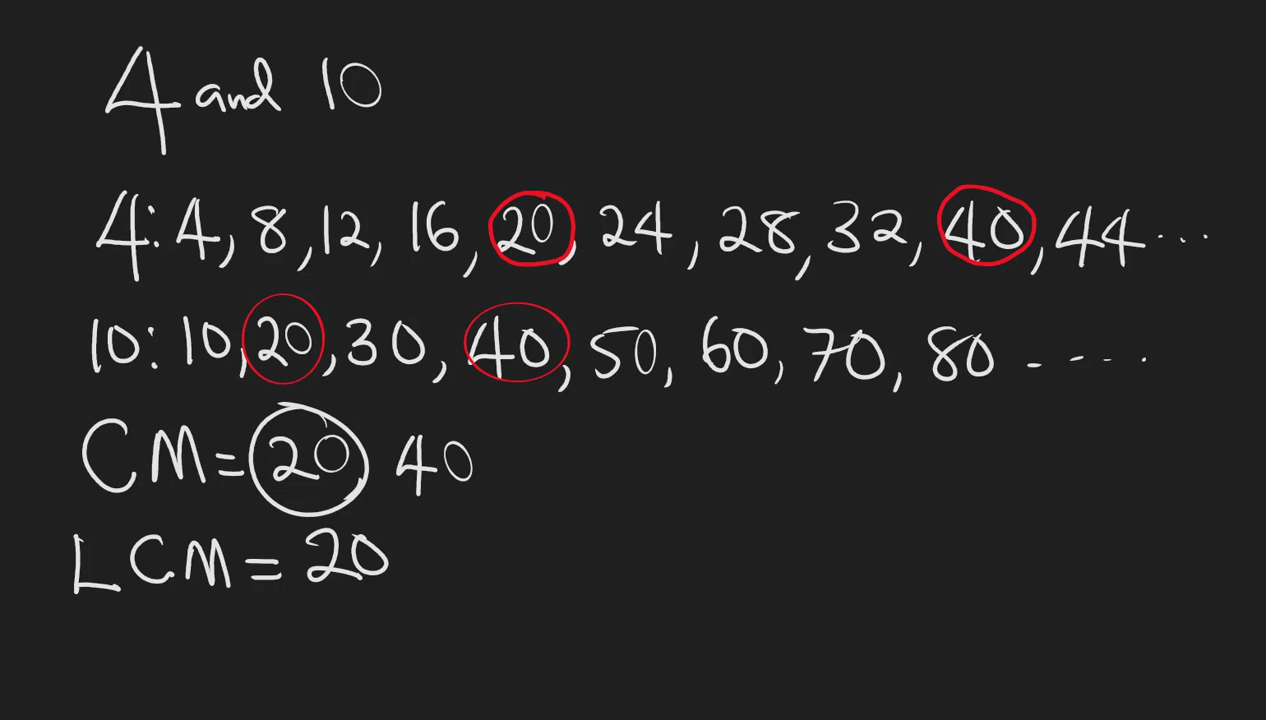 4 and 10
4: 4, 8, 12, 16, 20, 24, 28, 32, 40, 44 ...
10: 10, 20, 30, 40, 50, 60, 70, 80 ....
CM = 20 40
LCM = 20